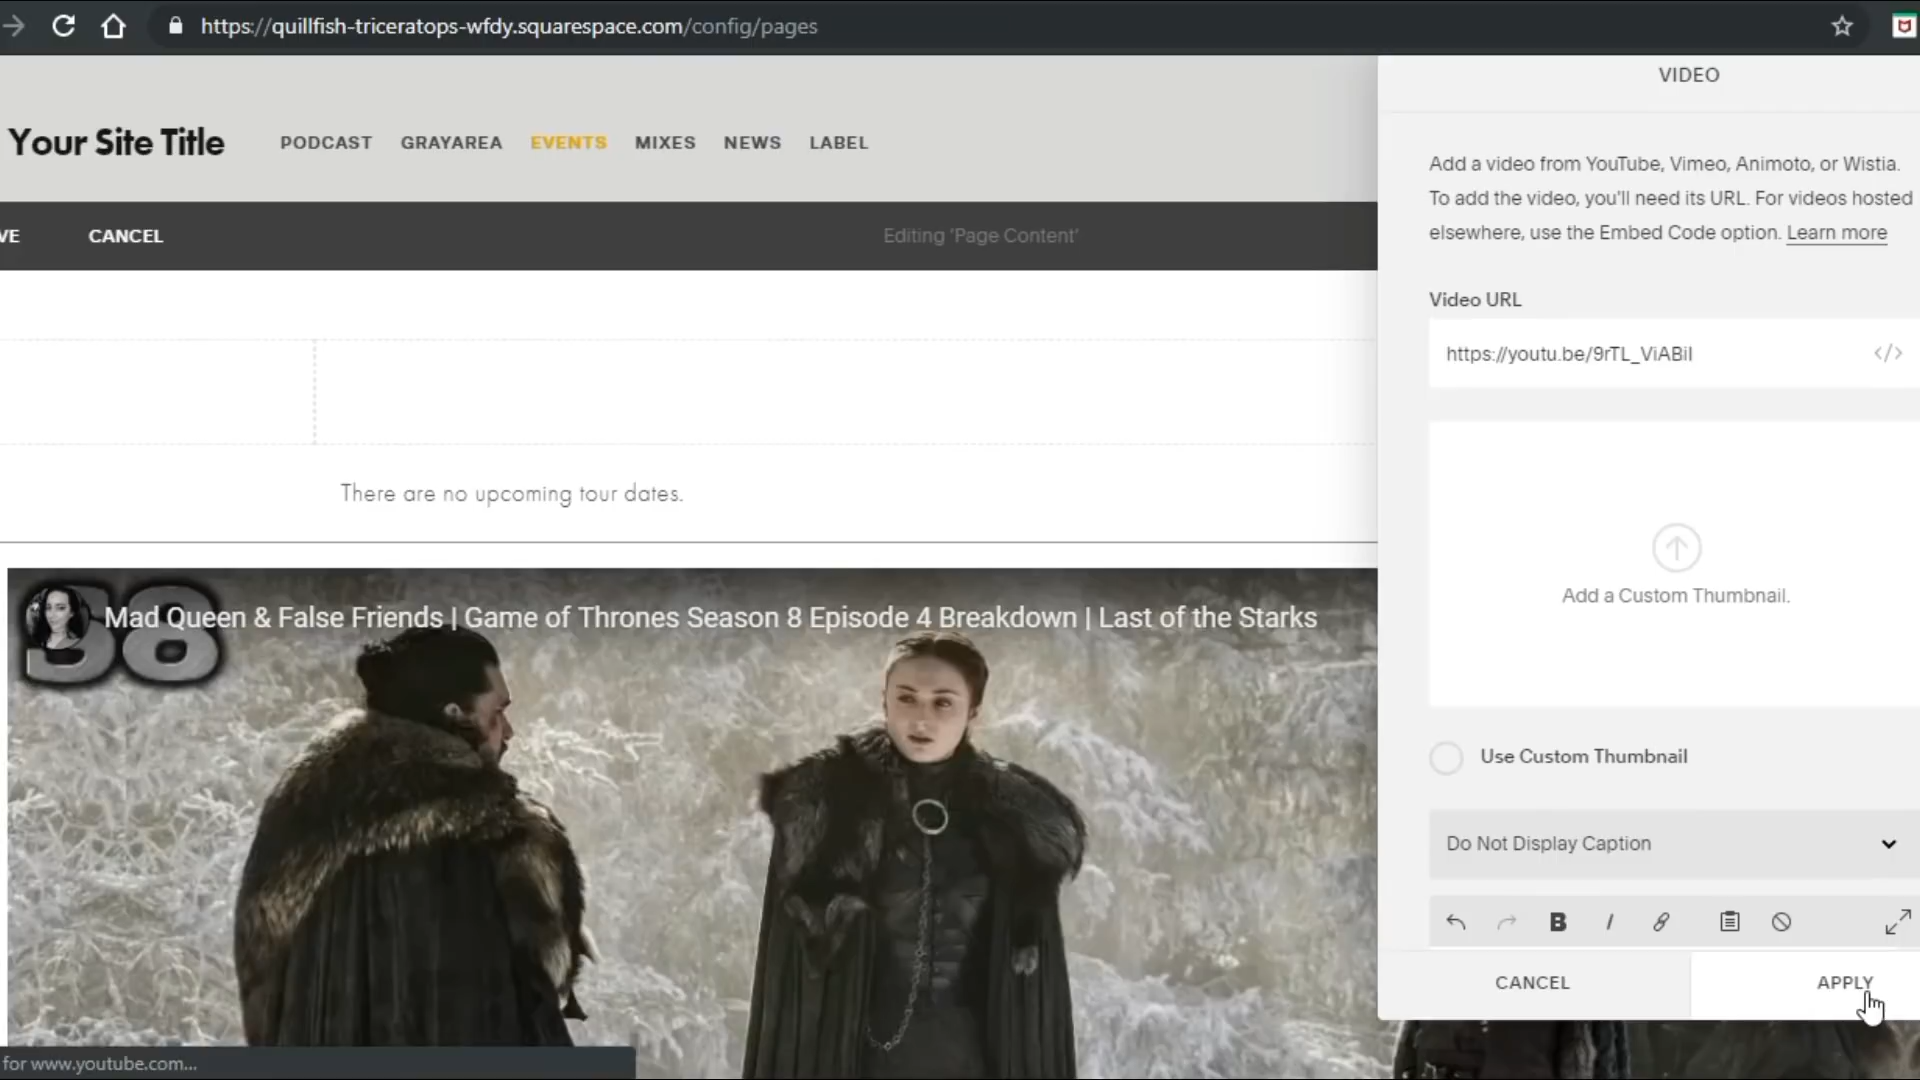 https://quillfish-triceratops-wfdy.squarespace.com/config/pages
VIDEO
Your Site Title
PODCAST GRAYAREA EVENTS MIXES NEWS LABEL
VE CANCEL Editing 'Page Content'
Add a video from YouTube, Vimeo, Animoto, or Wistia.
To add the video, you'll need its URL. For videos hosted
elsewhere, use the Embed Code option. Learn more
Video URL
https://youtu.be/9rTL_ViABiI
</>
There are no upcoming tour dates.
Add a Custom Thumbnail.
S8
Mad Queen & False Friends | Game of Thrones Season 8 Episode 4 Breakdown | Last of the Starks
Use Custom Thumbnail
Do Not Display Caption
B I
CANCEL APPLY
for www.youtube.com...